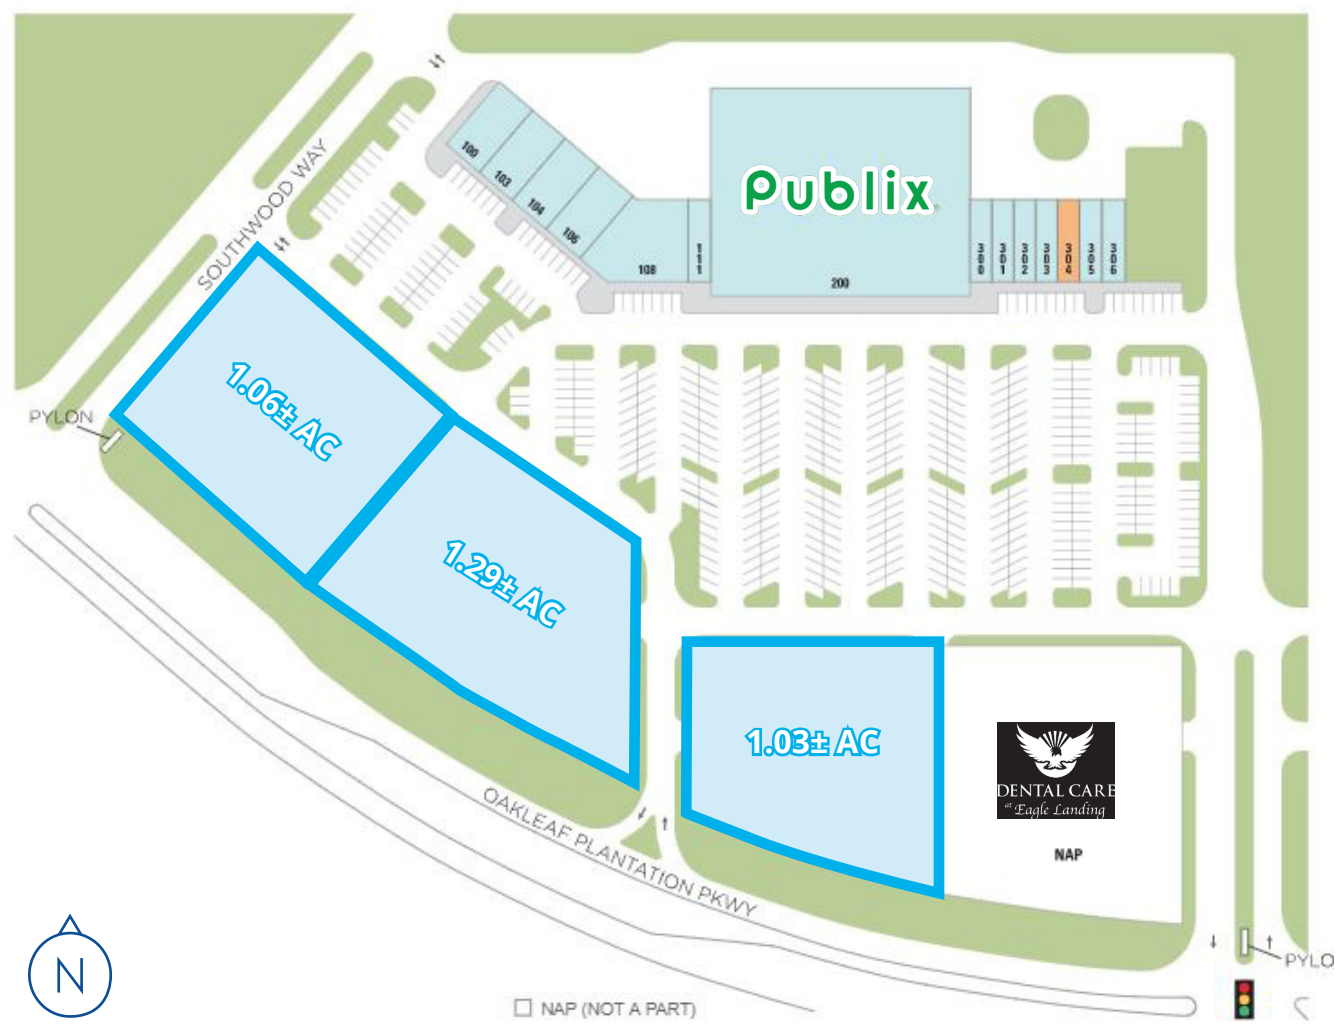 SOUTHWOOD WAY
100
103
104
106
108
111
Publix
200
300
301
302
303
304
305
306
PYLON
1.06± AC
1.29± AC
1.03± AC
DENTAL CARE
at Eagle Landing
NAP
OAKLEAF PLANTATION PKWY
PYLO
N
NAP (NOT A PART)